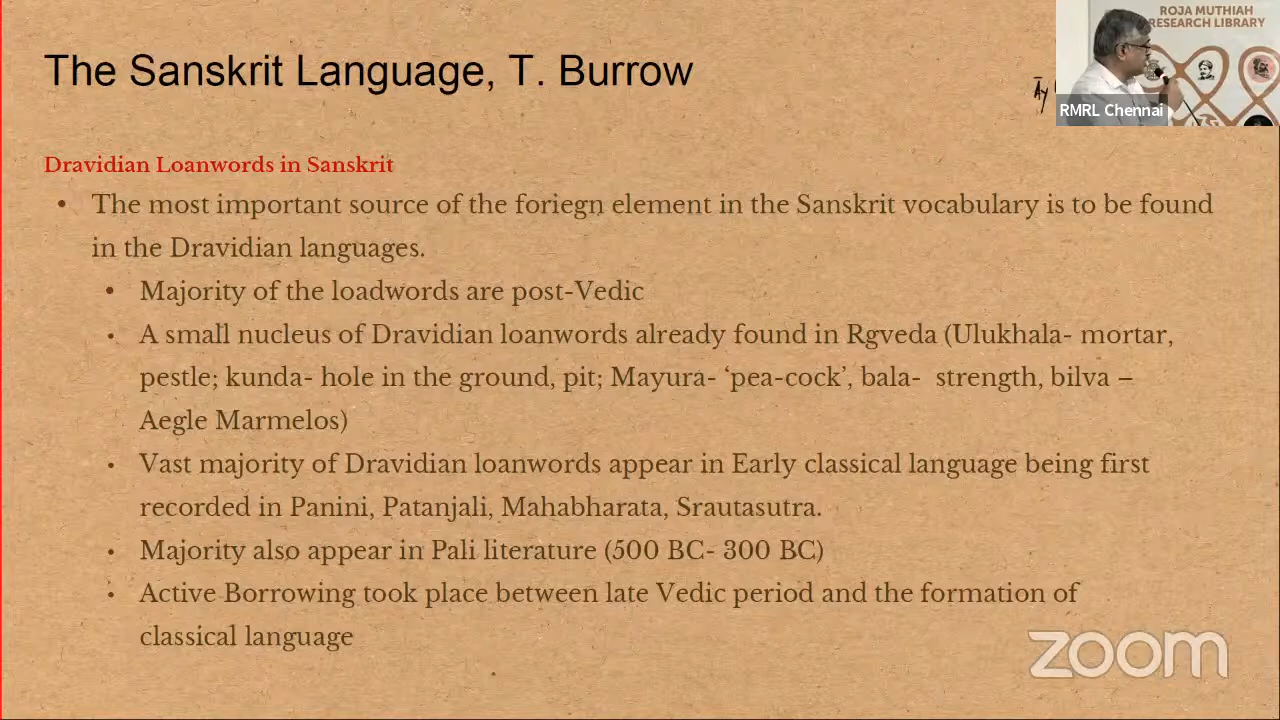 ROJA MUTHIAH
RESEARCH LIBRARY
The Sanskrit Language, T. Burrow
Āy
RMRL Chennai
Dravidian Loanwords in Sanskrit
• The most important source of the foriegn element in the Sanskrit vocabulary is to be found
in the Dravidian languages.
• Majority of the loadwords are post-Vedic
• A small nucleus of Dravidian loanwords already found in Rgveda (Ulukhala- mortar,
pestle; kunda- hole in the ground, pit; Mayura- ‘pea-cock’, bala- strength, bilva –
Aegle Marmelos)
• Vast majority of Dravidian loanwords appear in Early classical language being first
recorded in Panini, Patanjali, Mahabharata, Srautasutra.
• Majority also appear in Pali literature (500 BC- 300 BC)
• Active Borrowing took place between late Vedic period and the formation of
classical language
zoom